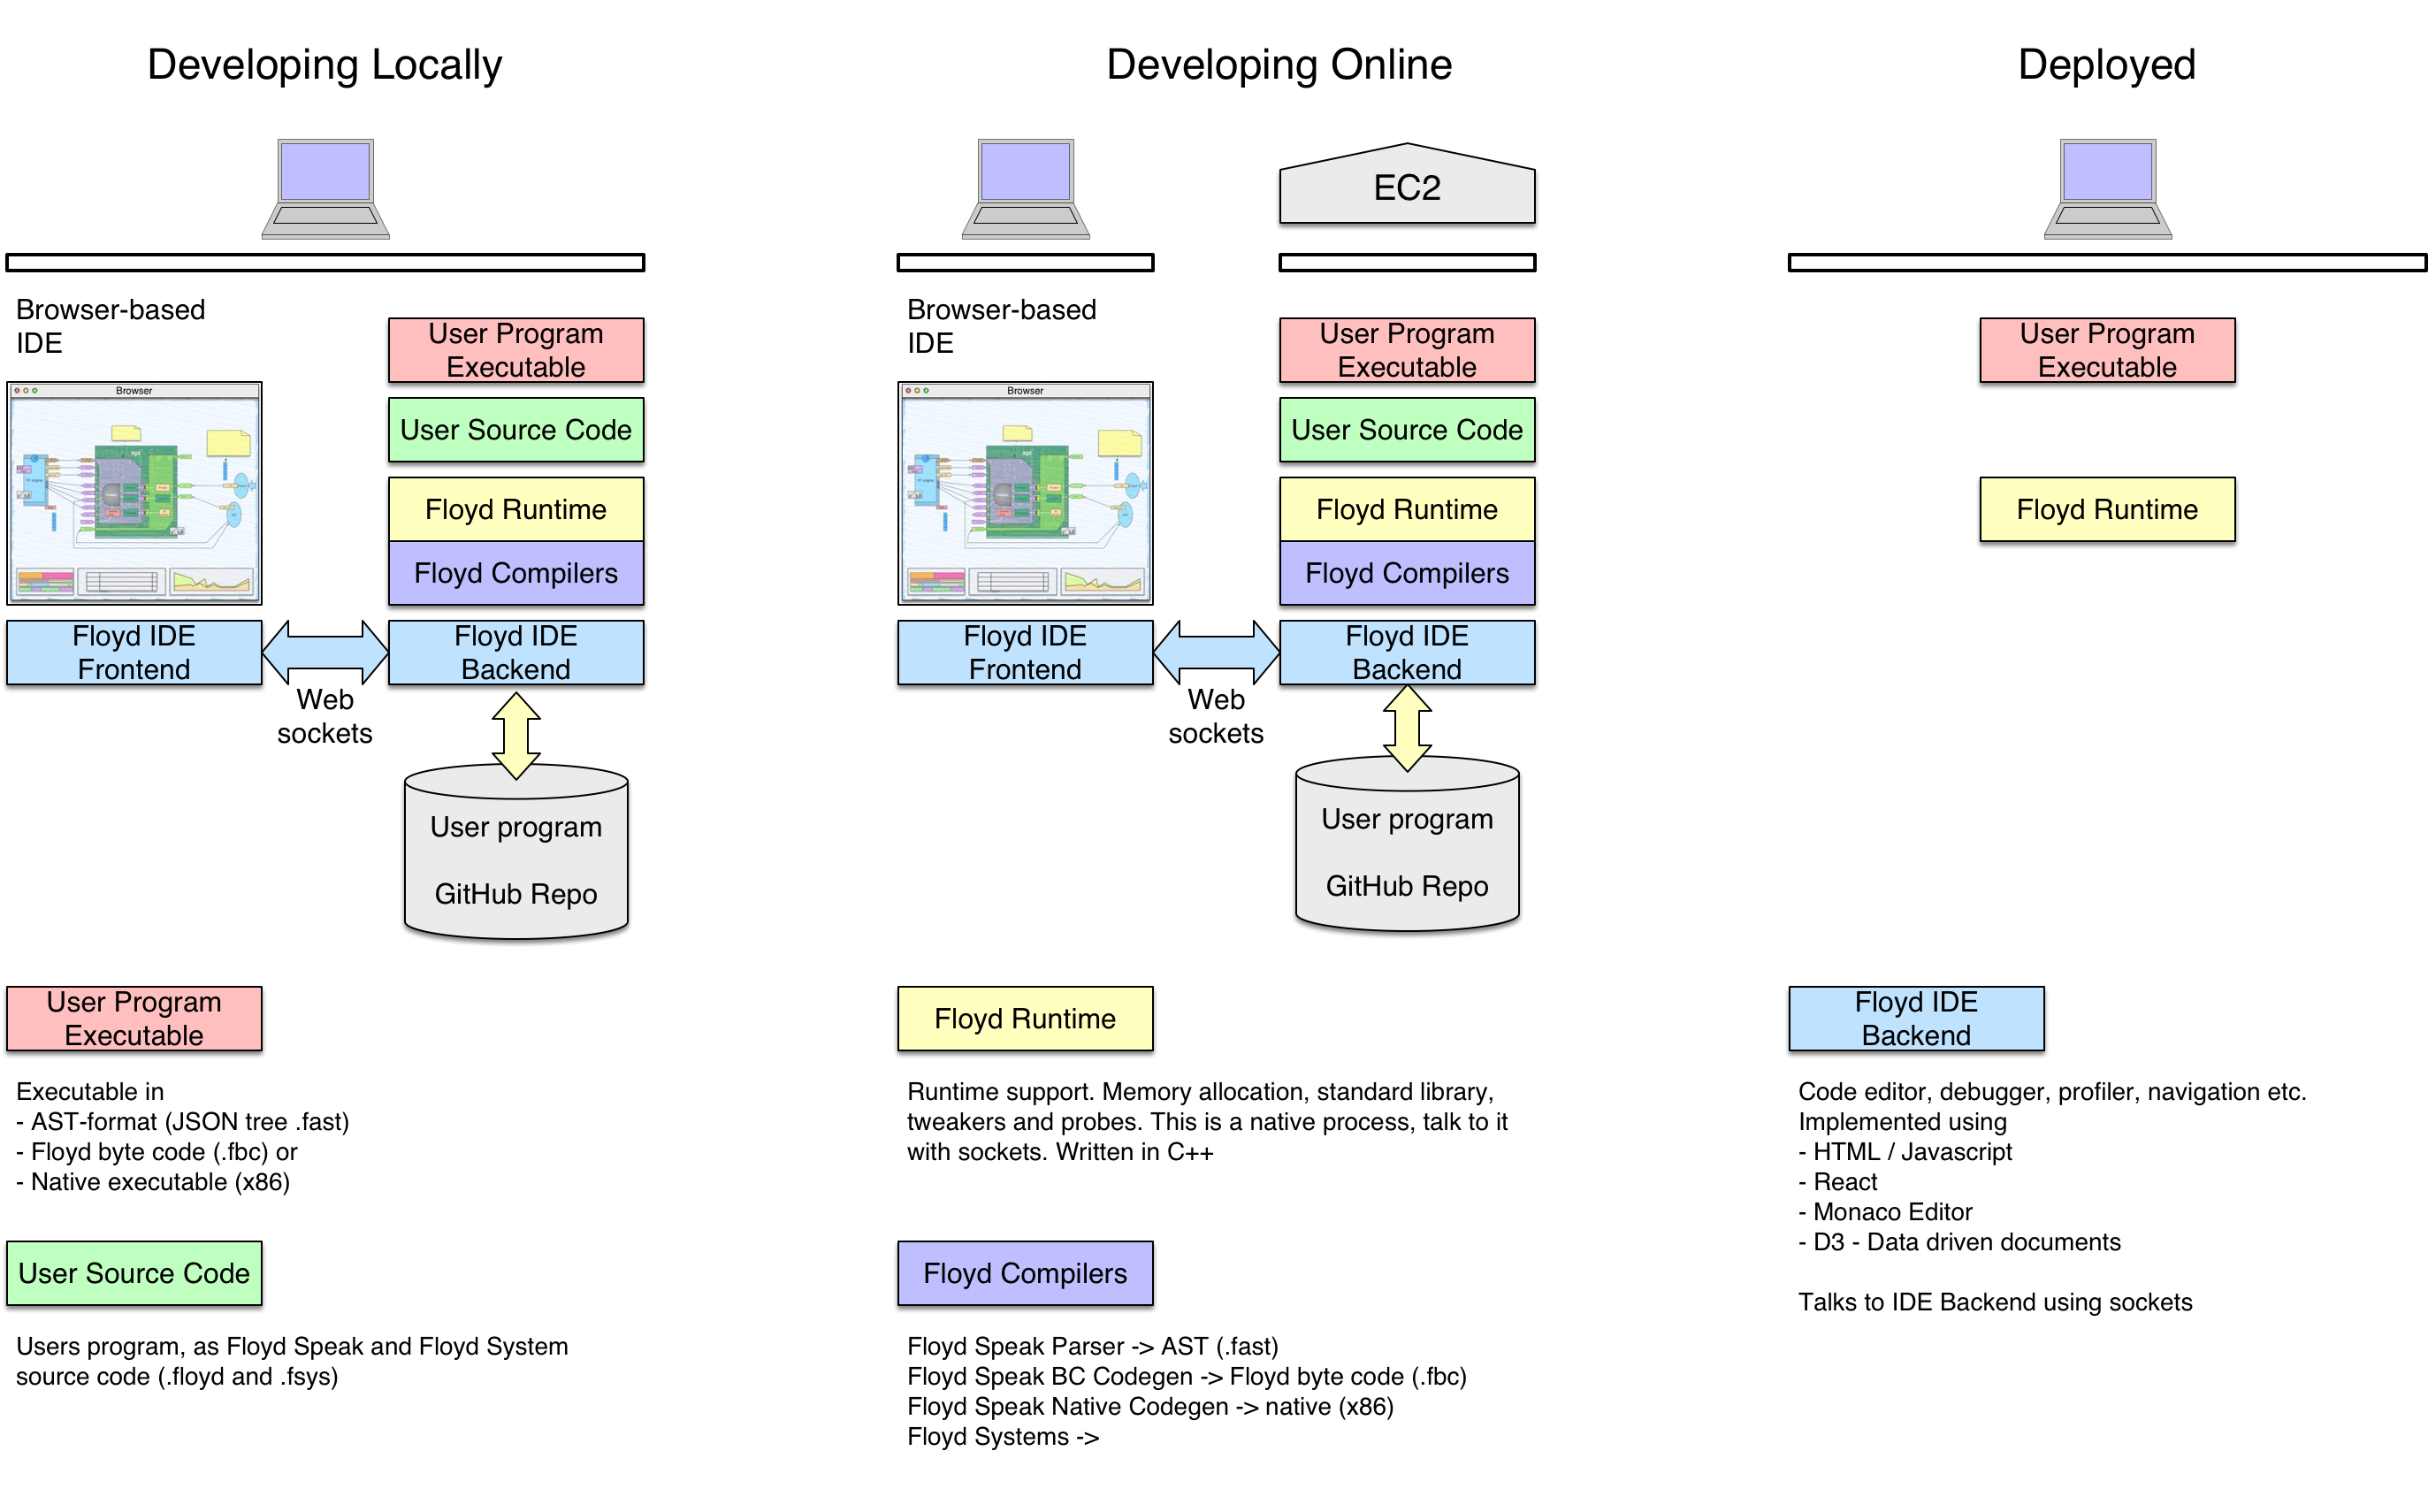 Developing Locally
Developing Online
Deployed
EC2
Browser-based
IDE
Browser
User Program
Executable
User Source Code
Floyd Runtime
Floyd Compilers
Floyd IDE
Frontend
Floyd IDE
Backend
Web
sockets
User program
GitHub Repo
Browser-based
IDE
Browser
User Program
Executable
User Source Code
Floyd Runtime
Floyd Compilers
Floyd IDE
Frontend
Floyd IDE
Backend
Web
sockets
User program
GitHub Repo
User Program
Executable
Floyd Runtime
User Program
Executable
Executable in
- AST-format (JSON tree .fast)
- Floyd byte code (.fbc) or
- Native executable (x86)
User Source Code
Users program, as Floyd Speak and Floyd System
source code (.floyd and .fsys)
Floyd Runtime
Runtime support. Memory allocation, standard library,
tweakers and probes. This is a native process, talk to it
with sockets. Written in C++
Floyd Compilers
Floyd Speak Parser -> AST (.fast)
Floyd Speak BC Codegen -> Floyd byte code (.fbc)
Floyd Speak Native Codegen -> native (x86)
Floyd Systems ->
Floyd IDE
Backend
Code editor, debugger, profiler, navigation etc.
Implemented using
- HTML / Javascript
- React
- Monaco Editor
- D3 - Data driven documents
Talks to IDE Backend using sockets